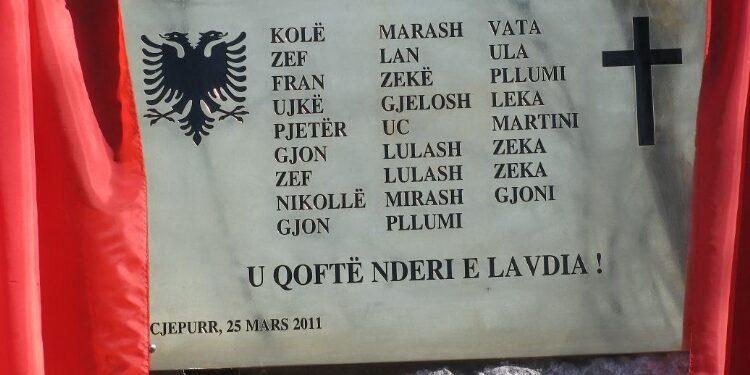 KOLË MARASH VATA
ZEF LAN ULA
FRAN ZEKË PLLUMI
UJKË GJELOSH LEKA
PJETËR UC MARTINI
GJON LULASH ZEKA
ZEF LULASH ZEKA
NIKOLLË MIRASH GJONI
GJON PLLUMI
U QOFTË NDERI E LAVDIA !
CJEPURR, 25 MARS 2011